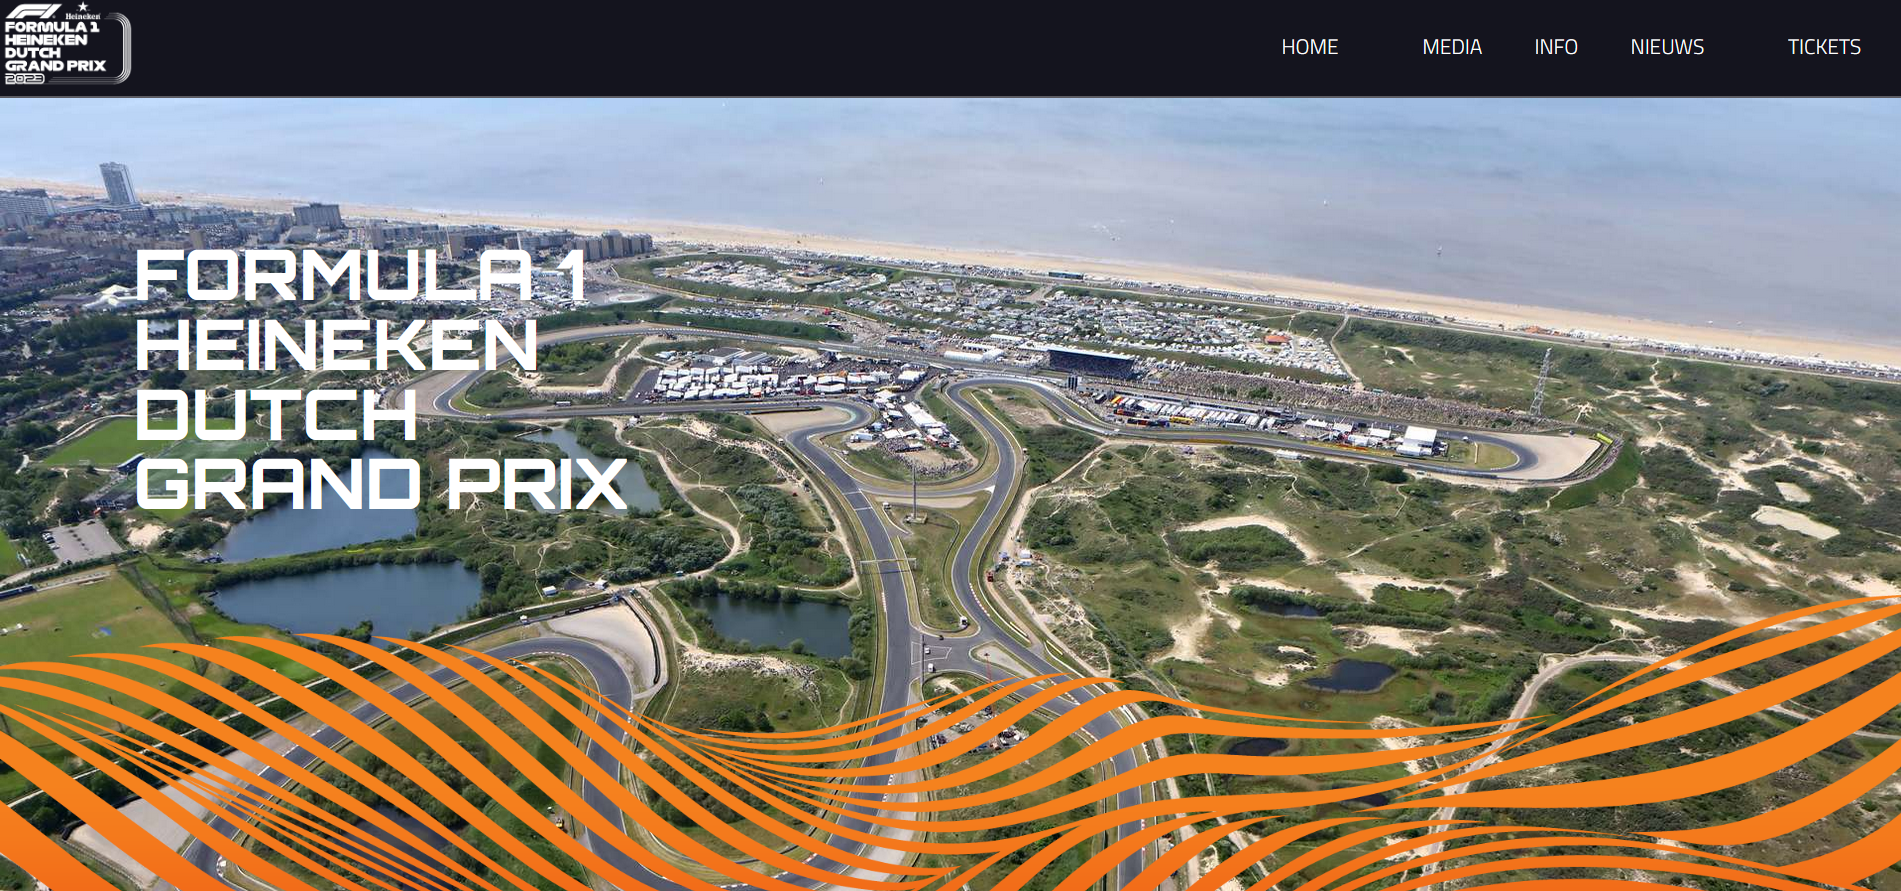 Heineken
FORMULA 1
HEINEKEN
DUTCH
GRAND PRIX
2023
HOME
MEDIA
INFO
NIEUWS
TICKETS
FORMULA 1
HEINEKEN
DUTCH
GRAND PRIX